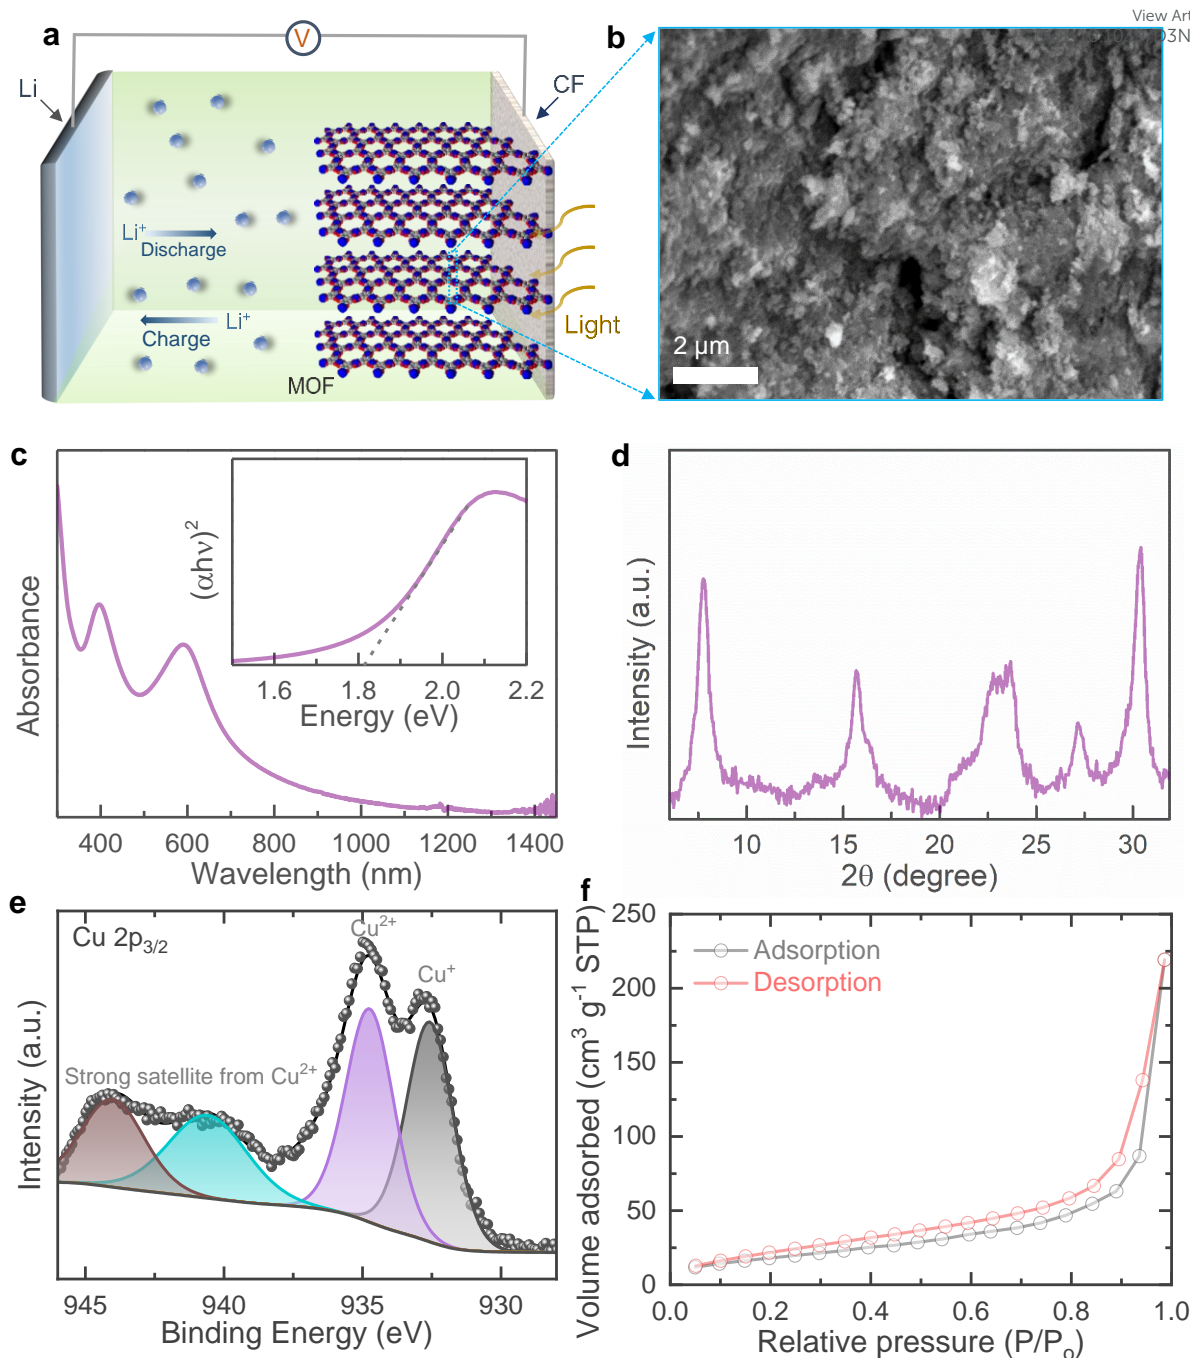 View Art
a
V
Li
CF
Li⁺
Discharge
Li⁺
Charge
Light
MOF
b
2 μm
c
Absorbance
(αhν)²
1.6 1.8 2.0 2.2
Energy (eV)
400 600 800 1000 1200 1400
Wavelength (nm)
d
Intensity (a.u.)
10 15 20 25 30
2θ (degree)
e
Cu 2p₃/₂
Cu²⁺
Cu⁺
Strong satellite from Cu²⁺
Intensity (a.u.)
945 940 935 930
Binding Energy (eV)
f
Adsorption
Desorption
Volume adsorbed (cm³ g⁻¹ STP)
250
200
150
100
50
0
0.0 0.2 0.4 0.6 0.8 1.0
Relative pressure (P/Pₒ)